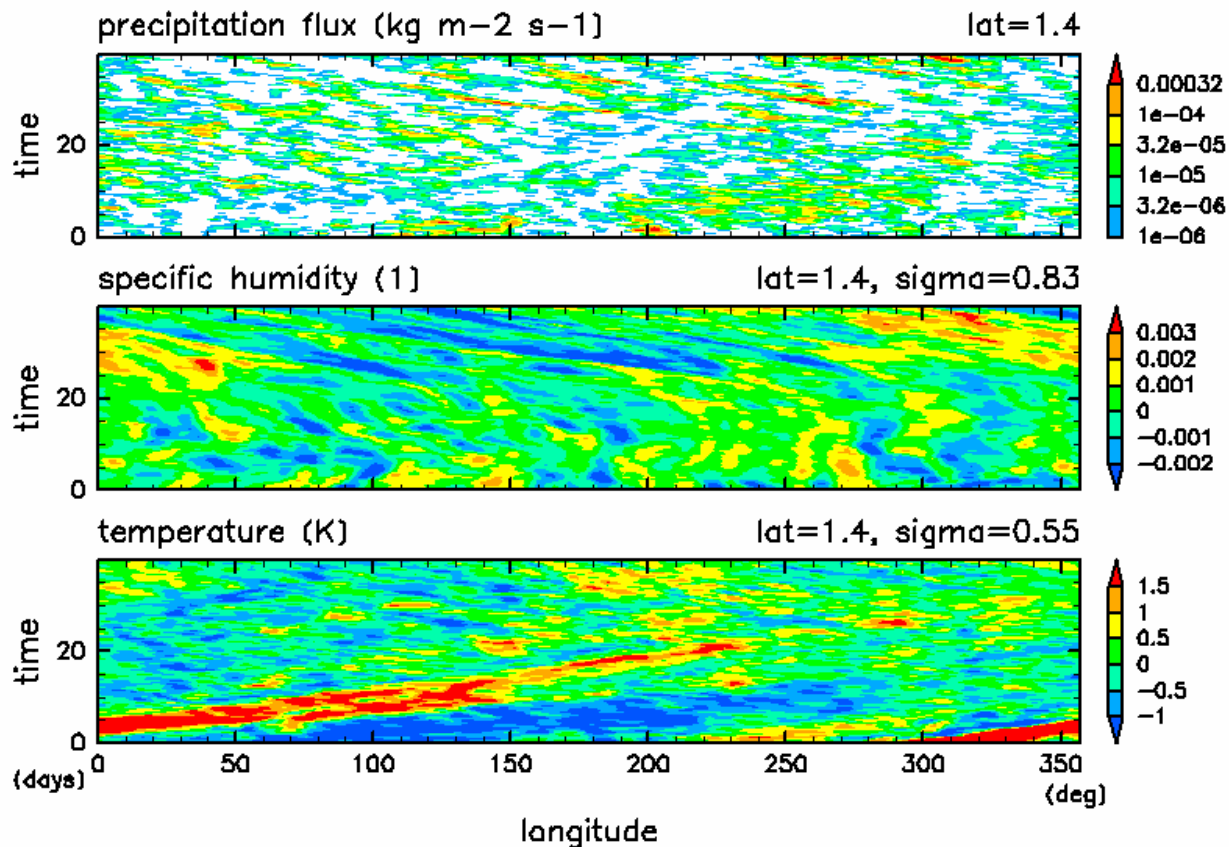 precipitation flux (kg m-2 s-1) lat=1.4
time
20
0
0.00032
1e-04
3.2e-05
1e-05
3.2e-06
1e-06
specific humidity (1) lat=1.4, sigma=0.83
time
20
0
0.003
0.002
0.001
0
-0.001
-0.002
temperature (K) lat=1.4, sigma=0.55
time
20
0
1.5
1
0.5
0
-0.5
-1
(days) 0 50 100 150 200 250 300 350
(deg)
longitude